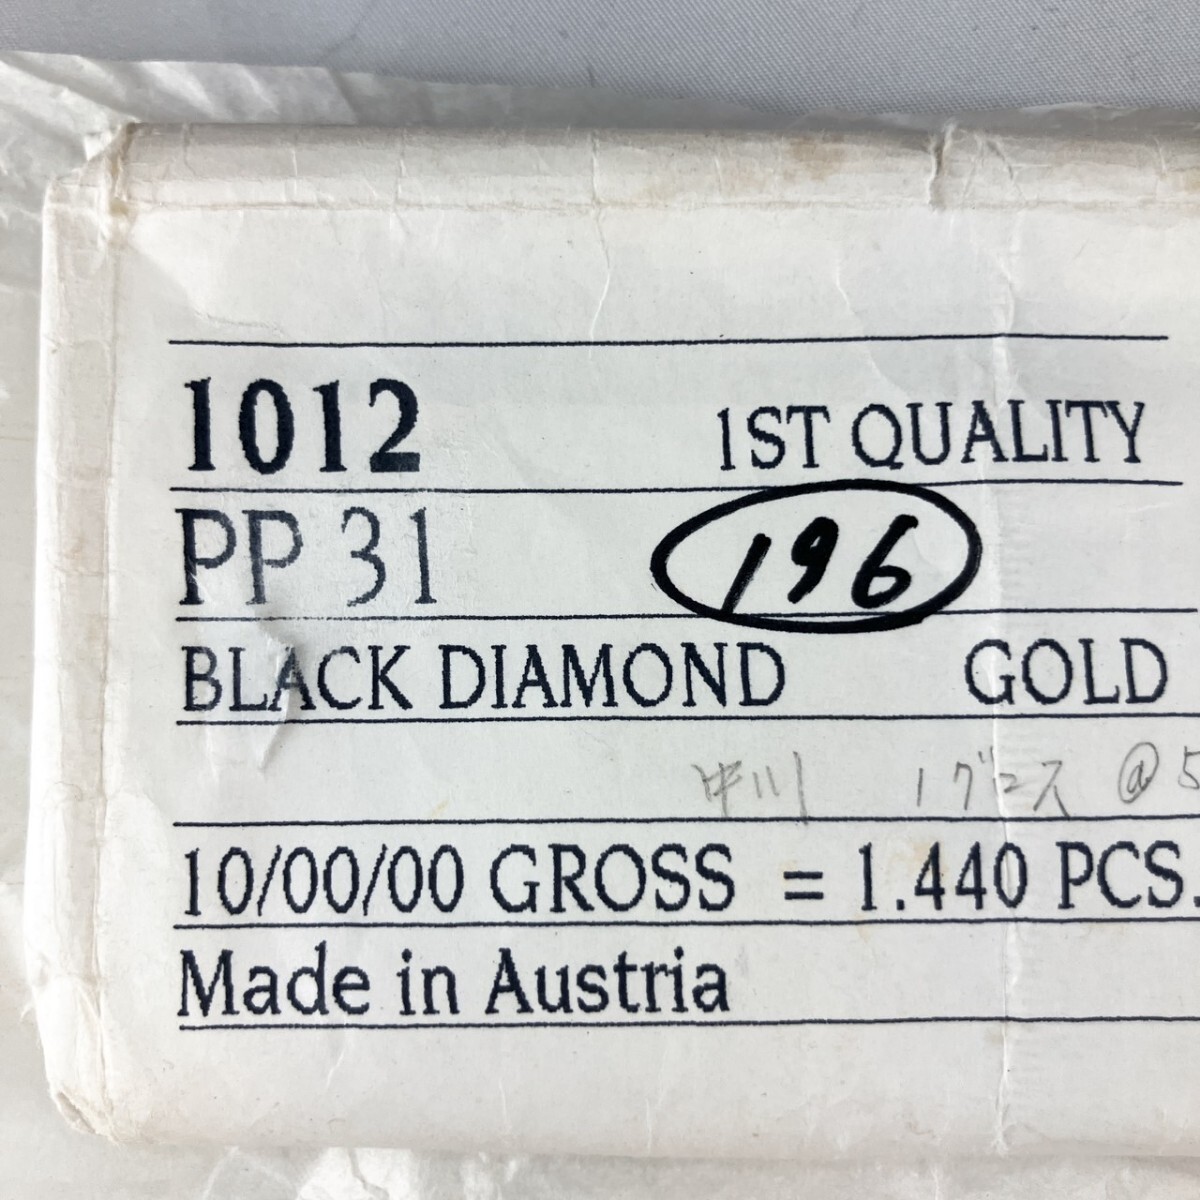 1012 1ST QUALITY
PP 31 196
BLACK DIAMOND GOLD
中川 1グロス @5
10/00/00 GROSS = 1.440 PCS.
Made in Austria